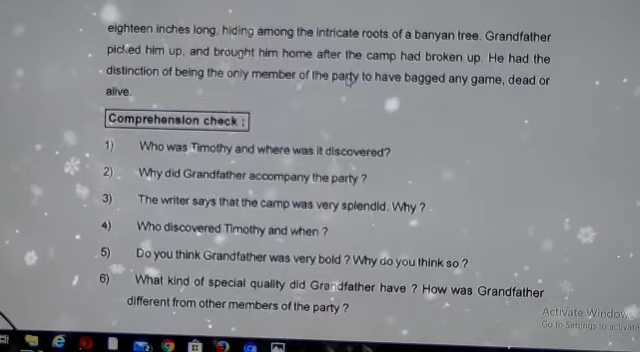 eighteen inches long, hiding among the intricate roots of a banyan tree. Grandfather
picked him up, and brought him home after the camp had broken up. He had the
distinction of being the only member of the party to have bagged any game, dead or
alive.
Comprehension check :
1) Who was Timothy and where was it discovered?
2) Why did Grandfather accompany the party ?
3) The writer says that the camp was very splendid. Why ?
4) Who discovered Timothy and when ?
5) Do you think Grandfather was very bold ? Why do you think so ?
6) What kind of special quality did Grandfather have ? How was Grandfather
different from other members of the party ?
Activate Windows
Go to Settings to activate